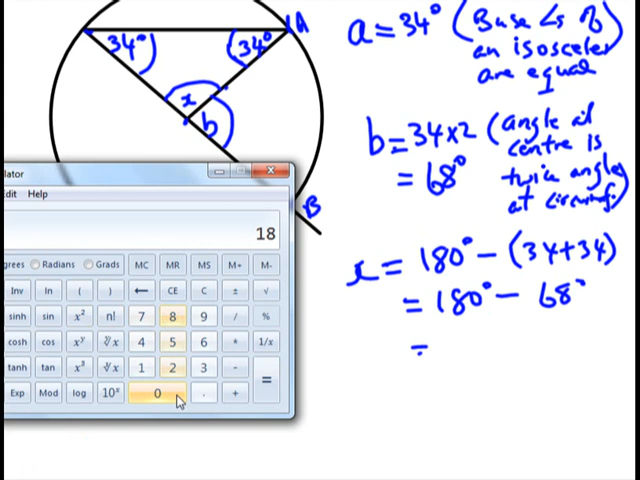 A
34°
34°
x
b
B
a = 34° (Base ∠s of
an isosceles
are equal
b = 34×2 (angle at
centre is
twice angle
at circumf.)
= 68°
x = 180° - (34+34)
= 180° - 68°
=
lator
Edit Help
18
grees Radians Grads MC MR MS M+ M-
Inv ln ( ) ← CE C ± √
sinh sin x² n! 7 8 9 / %
cosh cos xʸ ʸ√x 4 5 6 * 1/x
tanh tan x³ ³√x 1 2 3 - =
Exp Mod log 10ˣ 0 . +